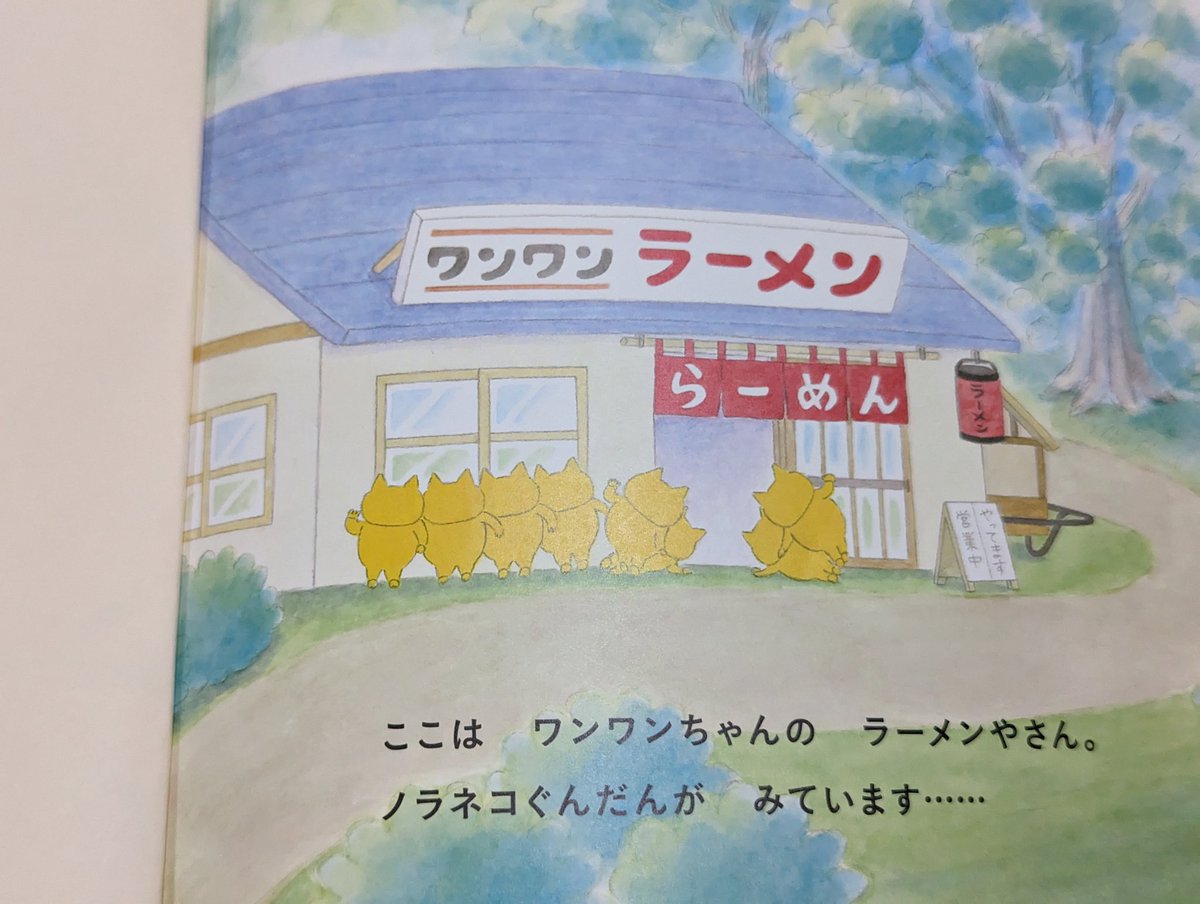 ワンワン ラーメン
らーめん
ラーメン
やってます
営業中
ここは ワンワンちゃんの ラーメンやさん。
ノラネコぐんだんが みています……